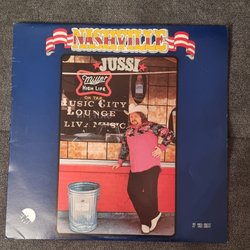 NASHVILLE
JUSSI
Miller
HIGH LIFE
ON THE
MUSIC CITY
LOUNGE
LIVE MUSIC